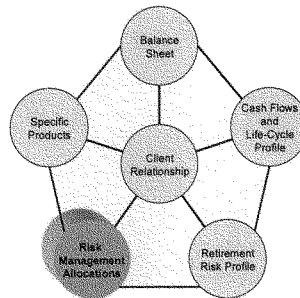 Balance
Sheet
Specific
Products
Cash Flows
and
Life-Cycle
Profile
Client
Relationship
Risk
Management
Allocations
Retirement
Risk Profile